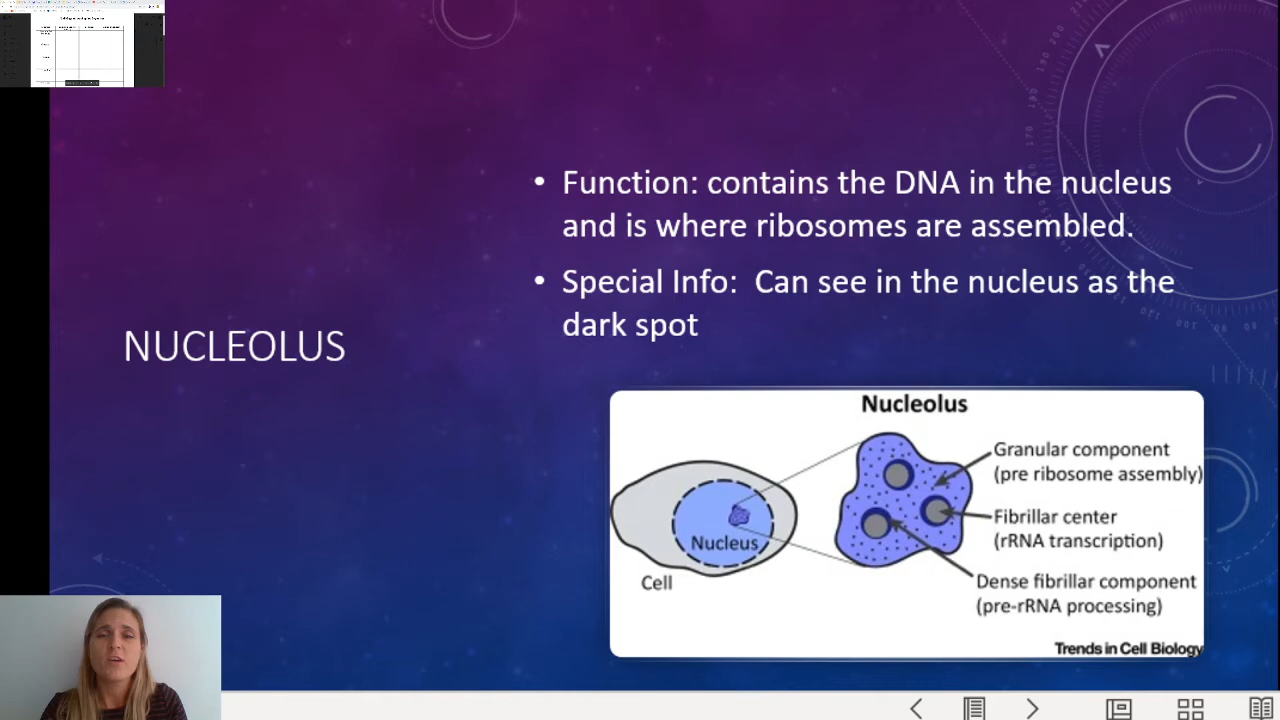 NUCLEOLUS
• Function: contains the DNA in the nucleus
and is where ribosomes are assembled.
• Special Info:  Can see in the nucleus as the
dark spot
Nucleolus
Granular component
(pre ribosome assembly)
Fibrillar center
(rRNA transcription)
Dense fibrillar component
(pre-rRNA processing)
Nucleus
Cell
Trends in Cell Biology